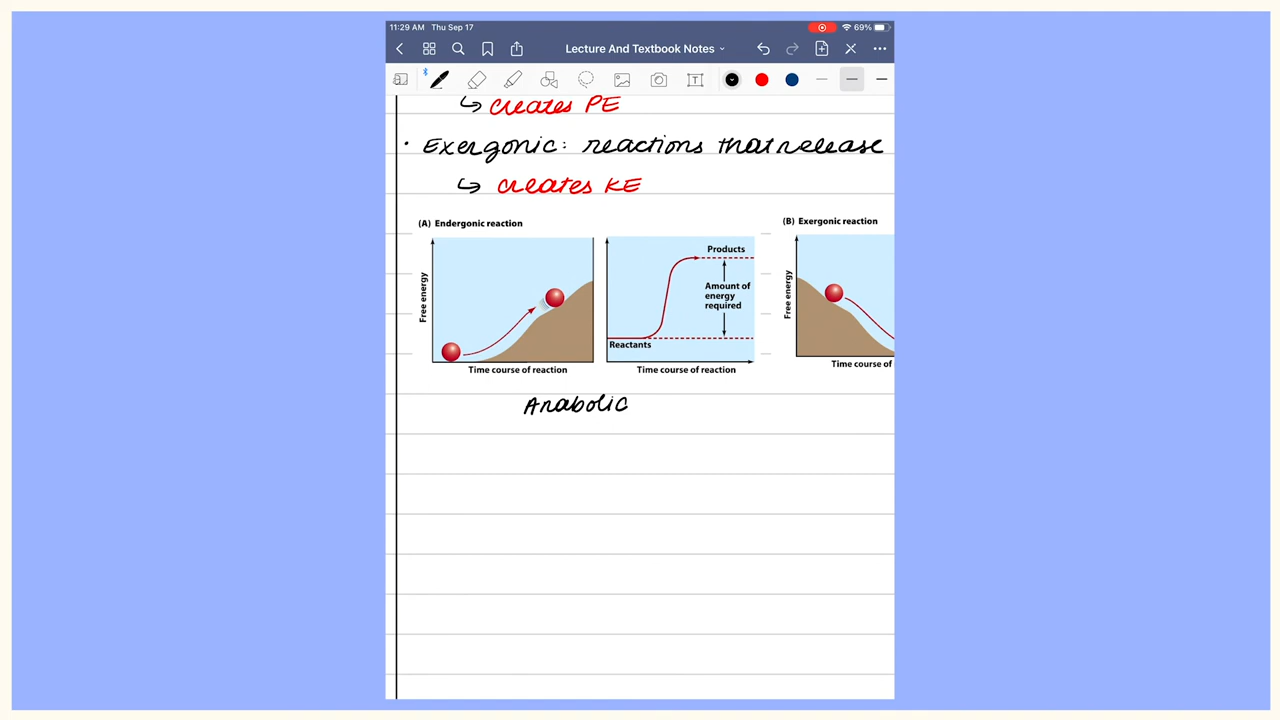 11:29 AM Thu Sep 17
69%
Lecture And Textbook Notes
T
↳ creates PE
• Exergonic: reactions that release
↳ creates KE
(A) Endergonic reaction
(B) Exergonic reaction
Free energy
Time course of reaction
Products
Amount of
energy
required
Reactants
Time course of reaction
Free energy
Time course of
Anabolic